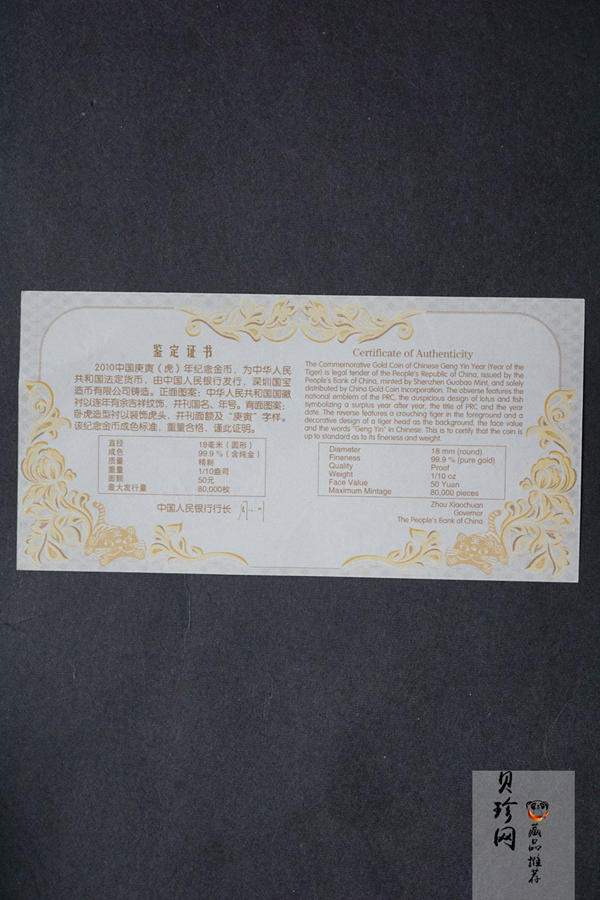 鉴定证书
2010中国庚寅（虎）年纪念金币，为中华人民
共和国法定货币，由中国人民银行发行，深圳国宝
造币有限公司铸造。正面图案：中华人民共和国国徽
衬以连年有余吉祥纹饰，并刊国名、年号。背面图案：
卧虎造型衬以装饰虎头，并刊面额及“庚寅”字样。
该纪念金币成色标准，重量合格，谨此证明。
直径 18毫米（圆形）
成色 99.9％（含纯金）
质量 精制
重量 1/10盎司
面额 50元
最大发行量 80,000枚
中国人民银行行长
Certificate of Authenticity
The Commemorative Gold Coin of Chinese Geng Yin Year (Year of the
Tiger) is legal tender of the People's Republic of China, issued by the
People's Bank of China, minted by Shenzhen Guobao Mint, and solely
distributed by China Gold Coin Incorporation. The obverse features the
national emblem of the PRC, the auspicious design of lotus and fish
symbolizing a surplus year after year, the title of PRC and the year
date. The reverse features a crouching tiger in the foreground and a
decorative design of a tiger head as the background, the face value
and the words "Geng Yin" in Chinese. This is to certify that the coin is
up to standard as to its fineness and weight.
Diameter 18 mm (round)
Fineness 99.9 % (pure gold)
Quality Proof
Weight 1/10 oz
Face Value 50 Yuan
Maximum Mintage 80,000 pieces
Zhou Xiaochuan
Governor
The People's Bank of China
贝珍网
藏品推荐